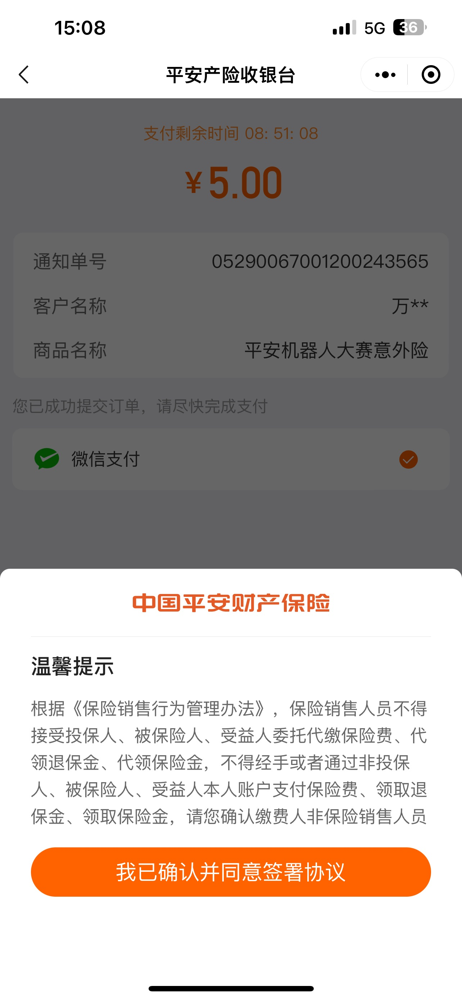 15:08
5G
36
平安产险收银台
支付剩余时间 08: 51: 08
¥5.00
通知单号 05290067001200243565
客户名称 万**
商品名称 平安机器人大赛意外险
您已成功提交订单，请尽快完成支付
微信支付
中国平安财产保险
温馨提示
根据《保险销售行为管理办法》，保险销售人员不得
接受投保人、被保险人、受益人委托代缴保险费、代
领退保金、代领保险金，不得经手或者通过非投保
人、被保险人、受益人本人账户支付保险费、领取退
保金、领取保险金，请您确认缴费人非保险销售人员
我已确认并同意签署协议